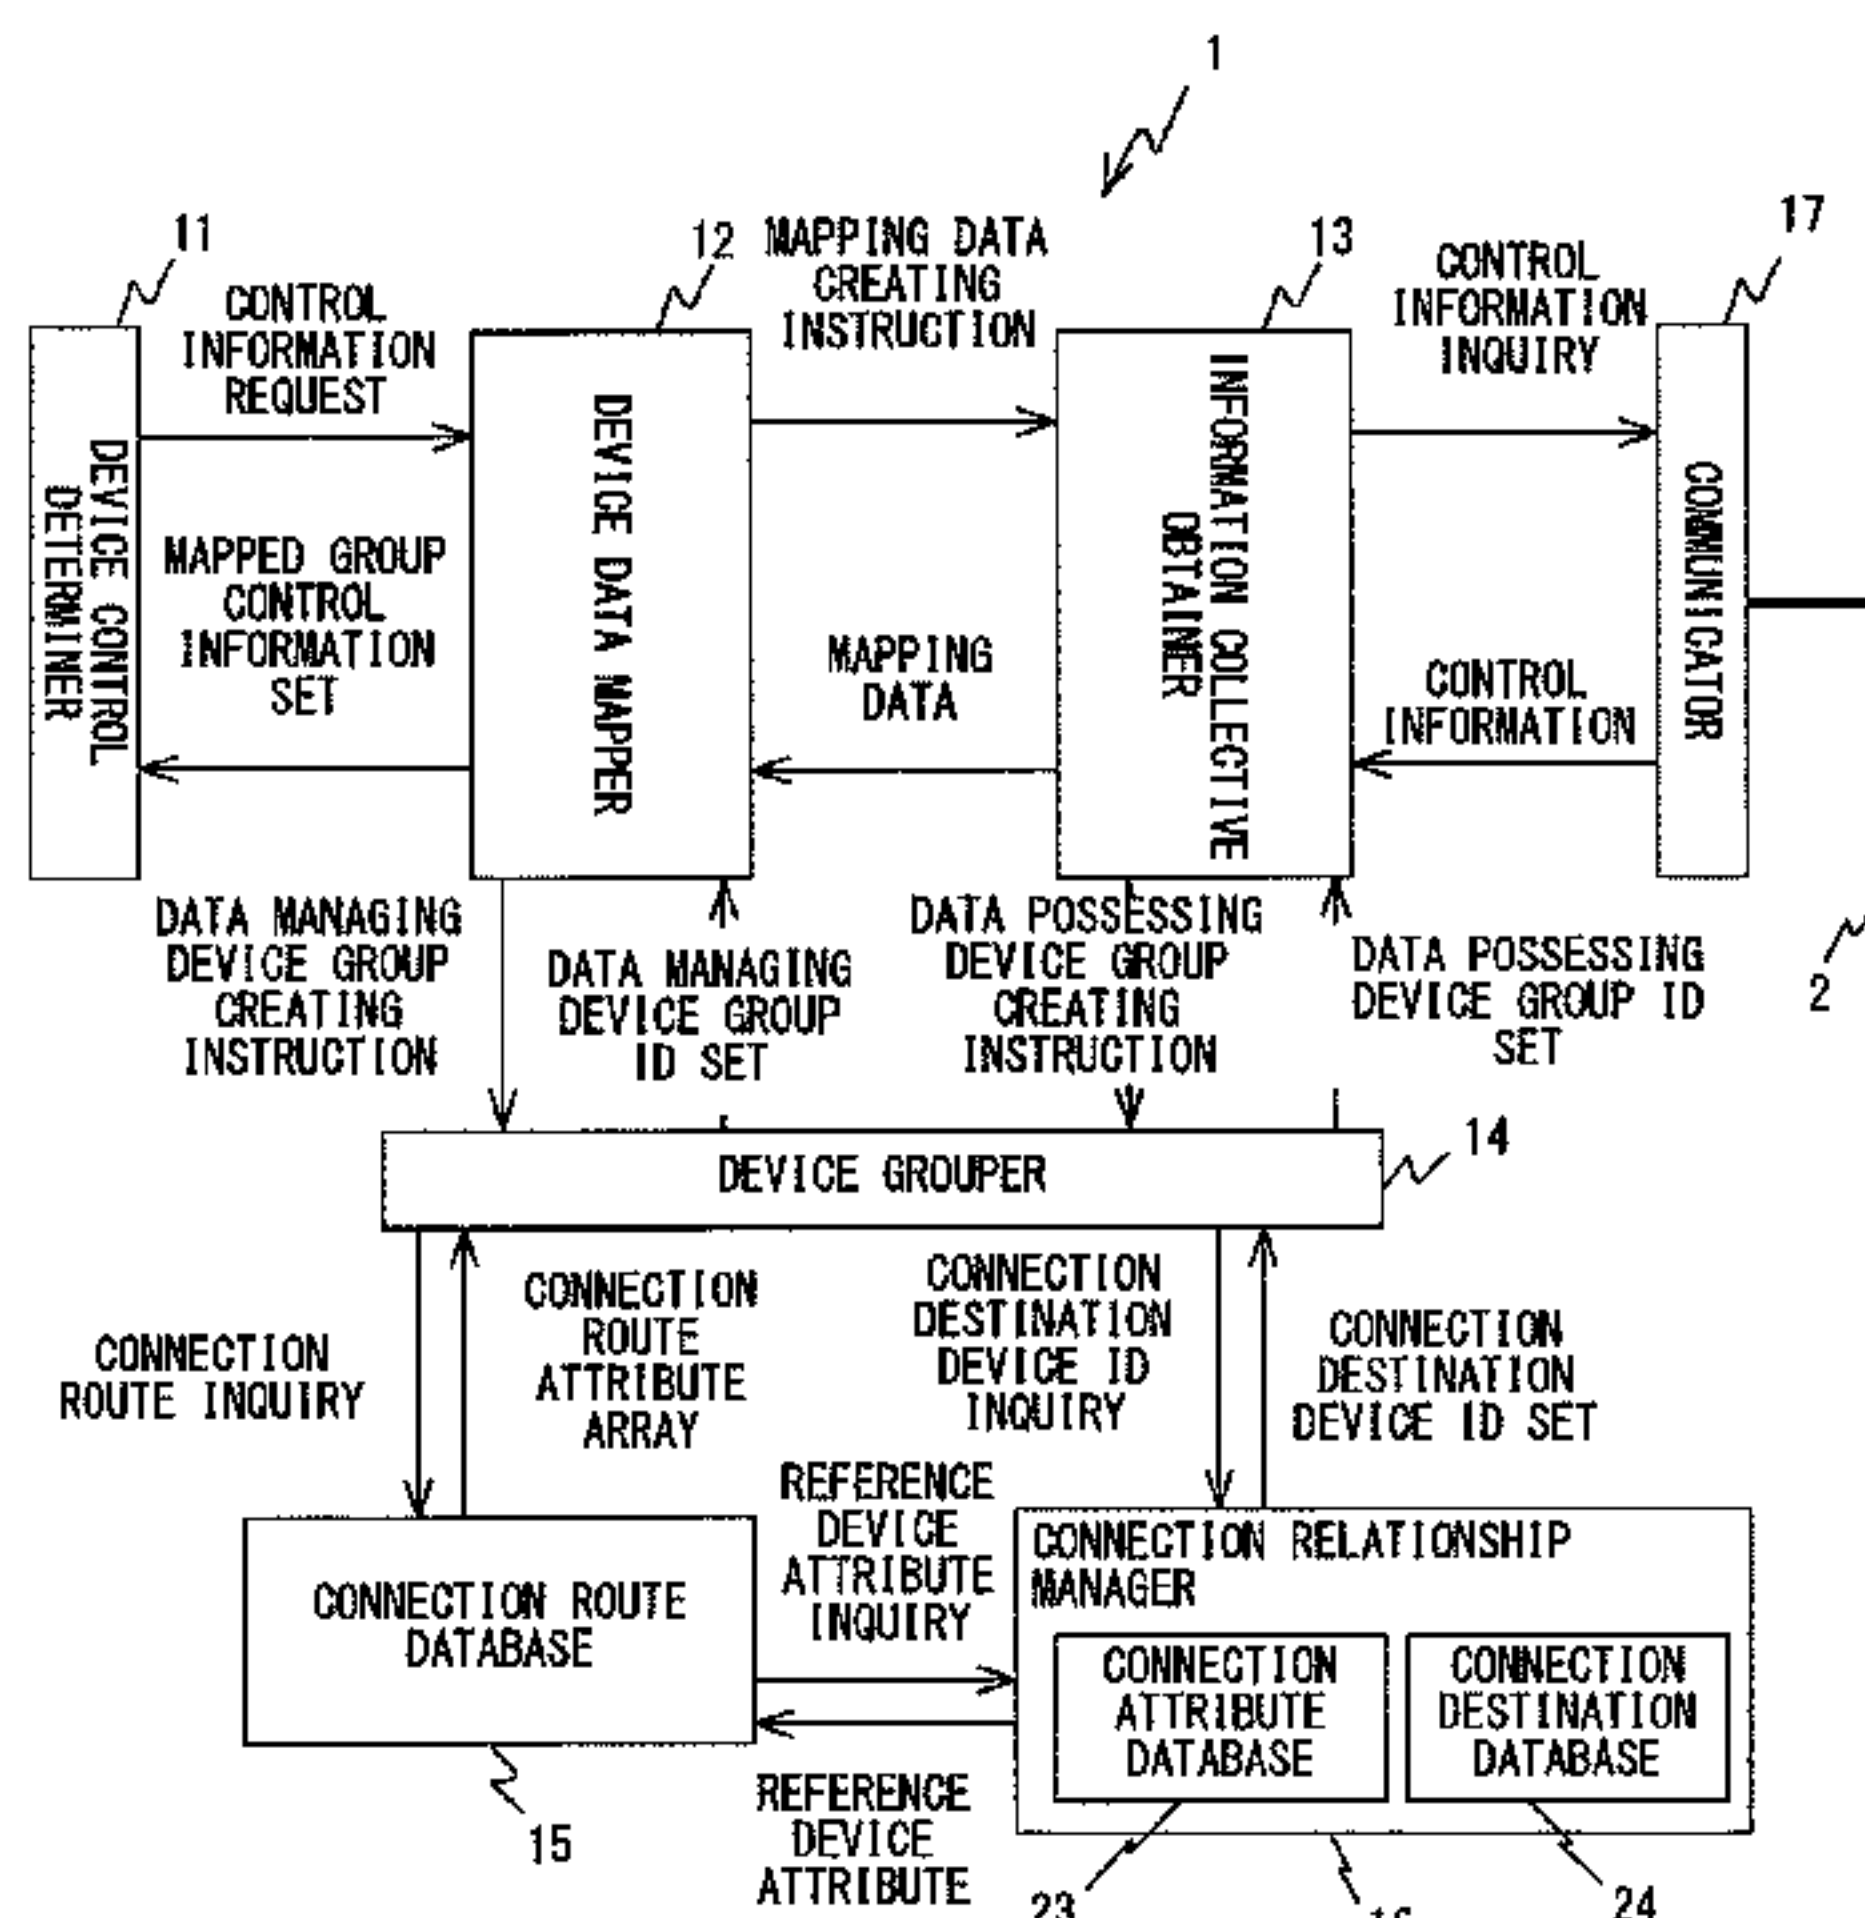 1
11
CONTROL
INFORMATION
REQUEST
12
MAPPING DATA
CREATING
INSTRUCTION
13
CONTROL
INFORMATION
INQUIRY
17
DEVICE CONTROL
DETERMINER
MAPPED GROUP
CONTROL
INFORMATION
SET
DEVICE DATA MAPPER
MAPPING
DATA
INFORMATION COLLECTIVE
OBTAINER
CONTROL
INFORMATION
COMMUNICATOR
2
DATA MANAGING
DEVICE GROUP
CREATING
INSTRUCTION
DATA MANAGING
DEVICE GROUP
ID SET
DATA POSSESSING
DEVICE GROUP
CREATING
INSTRUCTION
DATA POSSESSING
DEVICE GROUP ID
SET
DEVICE GROUPER
14
CONNECTION
ROUTE INQUIRY
CONNECTION
ROUTE
ATTRIBUTE
ARRAY
CONNECTION
DESTINATION
DEVICE ID
INQUIRY
CONNECTION
DESTINATION
DEVICE ID SET
CONNECTION ROUTE
DATABASE
15
REFERENCE
DEVICE
ATTRIBUTE
INQUIRY
REFERENCE
DEVICE
ATTRIBUTE
CONNECTION RELATIONSHIP
MANAGER
CONNECTION
ATTRIBUTE
DATABASE
CONNECTION
DESTINATION
DATABASE
23
24